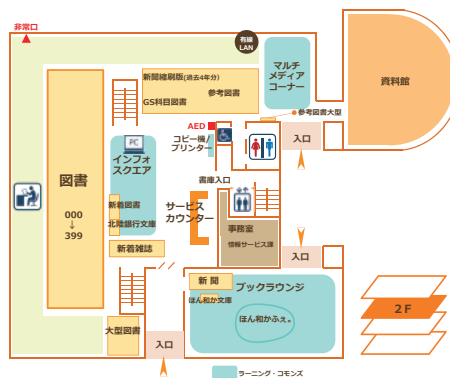 非常口
有線
LAN
マルチ
メディア
コーナー
資料館
新聞縮刷版(過去4年分)
参考図書
GS科目図書
参考図書大型
AED
コピー機/
プリンター
入口
PC
インフォ
スクエア
図書
000
↓
399
書庫入口
新着図書
北陸銀行文庫
サービス
カウンター
新着雑誌
事務室
情報サービス課
入口
新聞
ブックラウンジ
ほん和か文庫
ほん和かふぇ。
大型図書
入口
2F
ラーニング・コモンズ